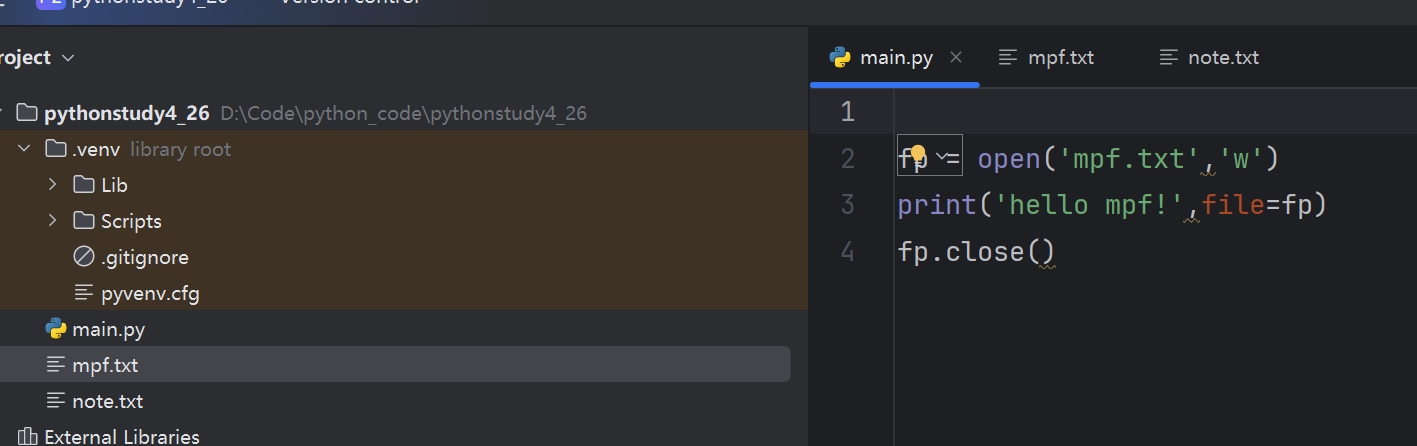 pythonstudy4_26
Version control
roject
pythonstudy4_26 D:\Code\python_code\pythonstudy4_26
.venv library root
Lib
Scripts
.gitignore
pyvenv.cfg
main.py
mpf.txt
note.txt
External Libraries
main.py mpf.txt note.txt
1
2 fp = open('mpf.txt','w')
3 print('hello mpf!',file=fp)
4 fp.close()